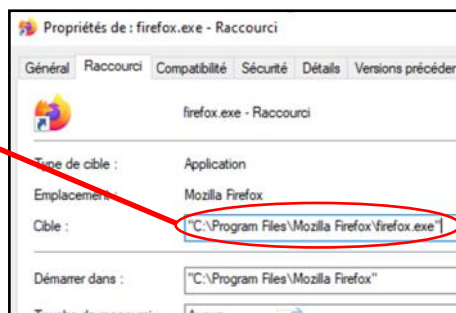 Propriétés de : firefox.exe - Raccourci
Général Raccourci Compatibilité Sécurité Détails Versions précéden
firefox.exe - Raccourci
Type de cible : Application
Emplacement : Mozilla Firefox
Cible : "C:\Program Files\Mozilla Firefox\firefox.exe"
Démarrer dans : "C:\Program Files\Mozilla Firefox"